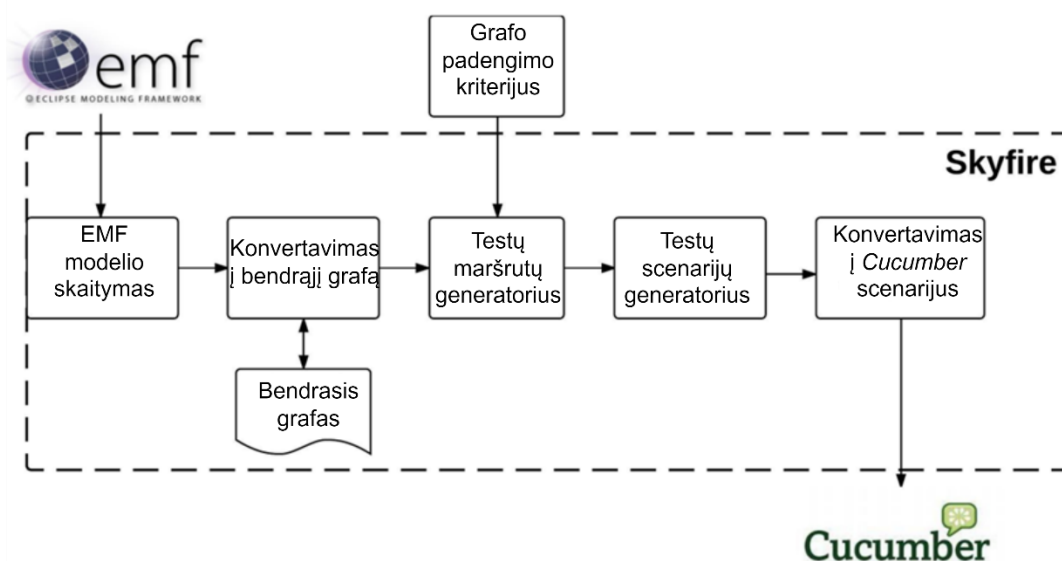 emf
ECLIPSE MODELING FRAMEWORK
Grafo
padengimo
kriterijus
Skyfire
EMF
modelio
skaitymas
Konvertavimas
į bendrąjį grafą
Testų
maršrutų
generatorius
Testų
scenarijų
generatorius
Konvertavimas
į Cucumber
scenarijus
Bendrasis
grafas
Cucumber